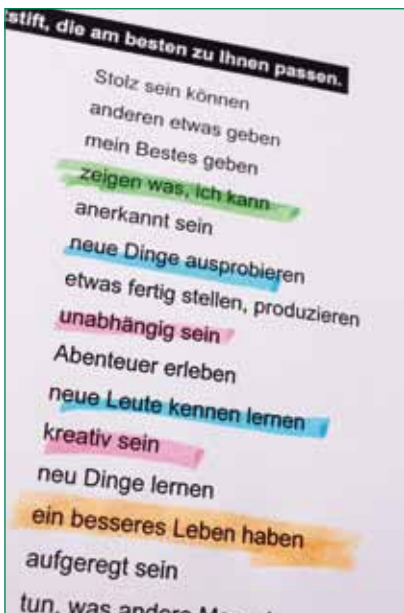 stift, die am besten zu Ihnen passen.
Stolz sein können
anderen etwas geben
mein Bestes geben
zeigen was, ich kann
anerkannt sein
neue Dinge ausprobieren
etwas fertig stellen, produzieren
unabhängig sein
Abenteuer erleben
neue Leute kennen lernen
kreativ sein
neu Dinge lernen
ein besseres Leben haben
aufgeregt sein
tun, was andere